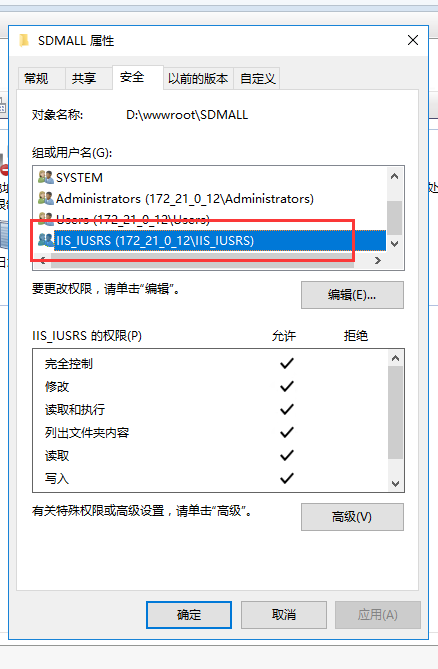 SDMALL 属性
常规 共享 安全 以前的版本 自定义
对象名称: D:\wwwroot\SDMALL
组或用户名(G):
SYSTEM
Administrators (172_21_0_12\Administrators)
Users (172_21_0_12\Users)
IIS_IUSRS (172_21_0_12\IIS_IUSRS)
要更改权限，请单击“编辑”。
编辑(E)...
IIS_IUSRS 的权限(P) 允许 拒绝
完全控制
修改
读取和执行
列出文件夹内容
读取
写入
有关特殊权限或高级设置，请单击“高级”。
高级(V)
确定 取消 应用(A)